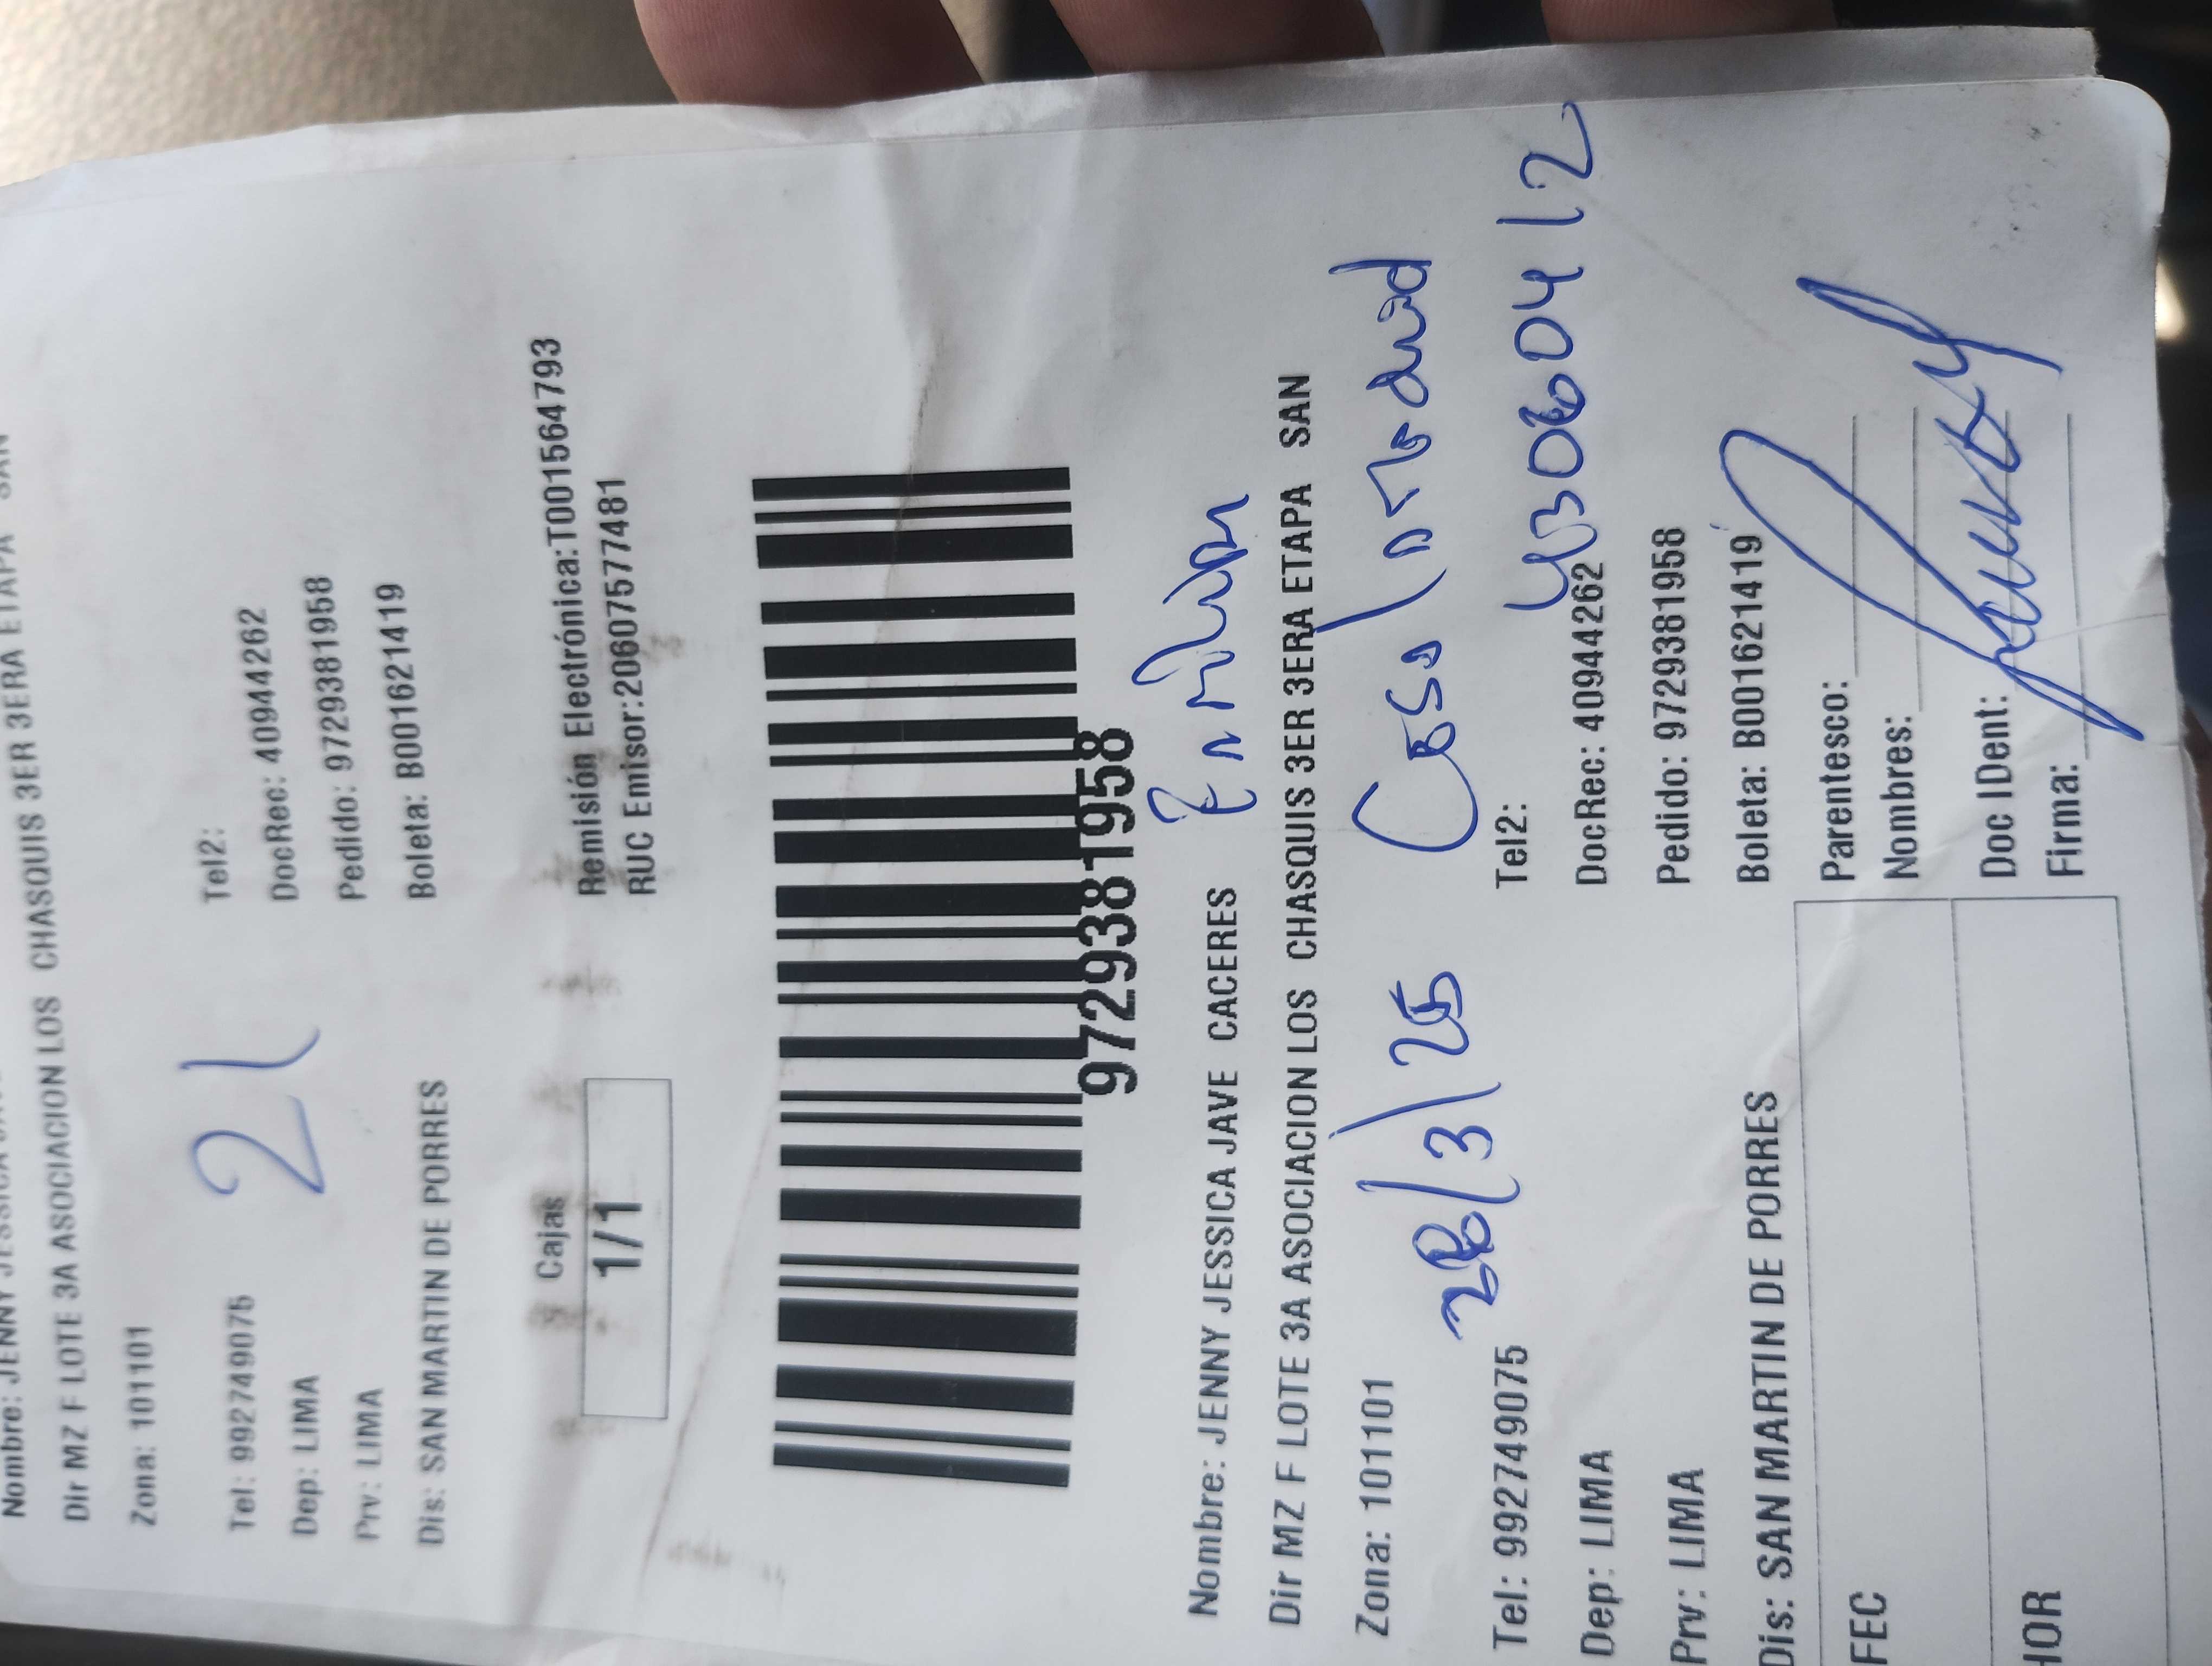 Nombre: JENNY JESSICA
Dir MZ F LOTE 3A ASOCIACION LOS CHASQUIS 3ER 3ERA ETAPA SAN
Zona: 101101
21
Tel: 992749075 Tel2:
Dep: LIMA DocRec: 40944262
Prv: LIMA Pedido: 9729381958
Dis: SAN MARTIN DE PORRES Boleta: B001621419
Cajas
1/1
Remisión Electrónica:T001564793
RUC Emisor:20607577481
9729381958
Nombre: JENNY JESSICA JAVE CACERES
Dir MZ F LOTE 3A ASOCIACION LOS CHASQUIS 3ER 3ERA ETAPA SAN
Zona: 101101
28/3/25
43060412
Tel: 992749075 Tel2:
Dep: LIMA DocRec: 40944262
Prv: LIMA Pedido: 9729381958
Dis: SAN MARTIN DE PORRES Boleta: B001621419
FEC Parentesco:
Nombres:
HOR Doc IDent:
Firma: